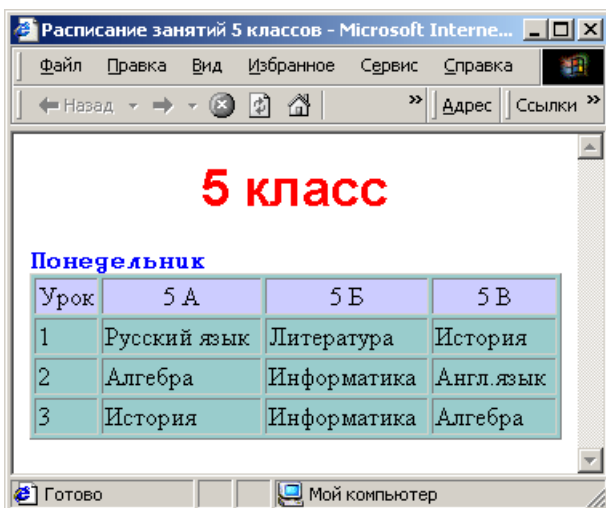 Расписание занятий 5 классов - Microsoft Interne...
Файл Правка Вид Избранное Сервис Справка
Назад » Адрес Ссылки »
5 класс
Понедельник
Урок 5 А 5 Б 5 В
1 Русский язык Литература История
2 Алгебра Информатика Англ.язык
3 История Информатика Алгебра
Готово Мой компьютер